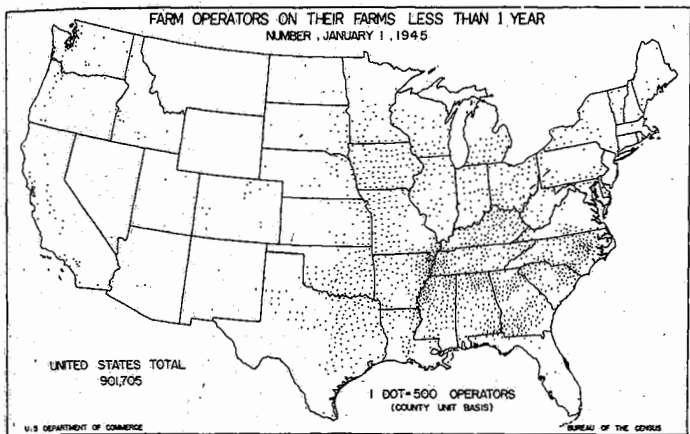 FARM OPERATORS ON THEIR FARMS LESS THAN 1 YEAR
NUMBER, JANUARY 1, 1945
UNITED STATES TOTAL
901,705
1 DOT=500 OPERATORS
(COUNTY UNIT BASIS)
U.S DEPARTMENT OF COMMERCE
BUREAU OF THE CENSUS